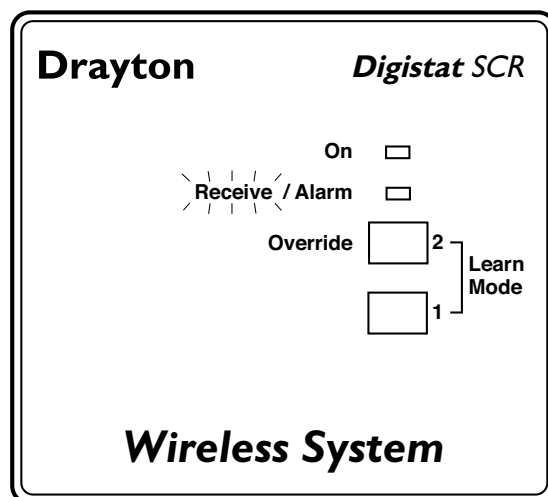 Drayton Digistat SCR
On
Receive / Alarm
Override 2
Learn
Mode
1
Wireless System